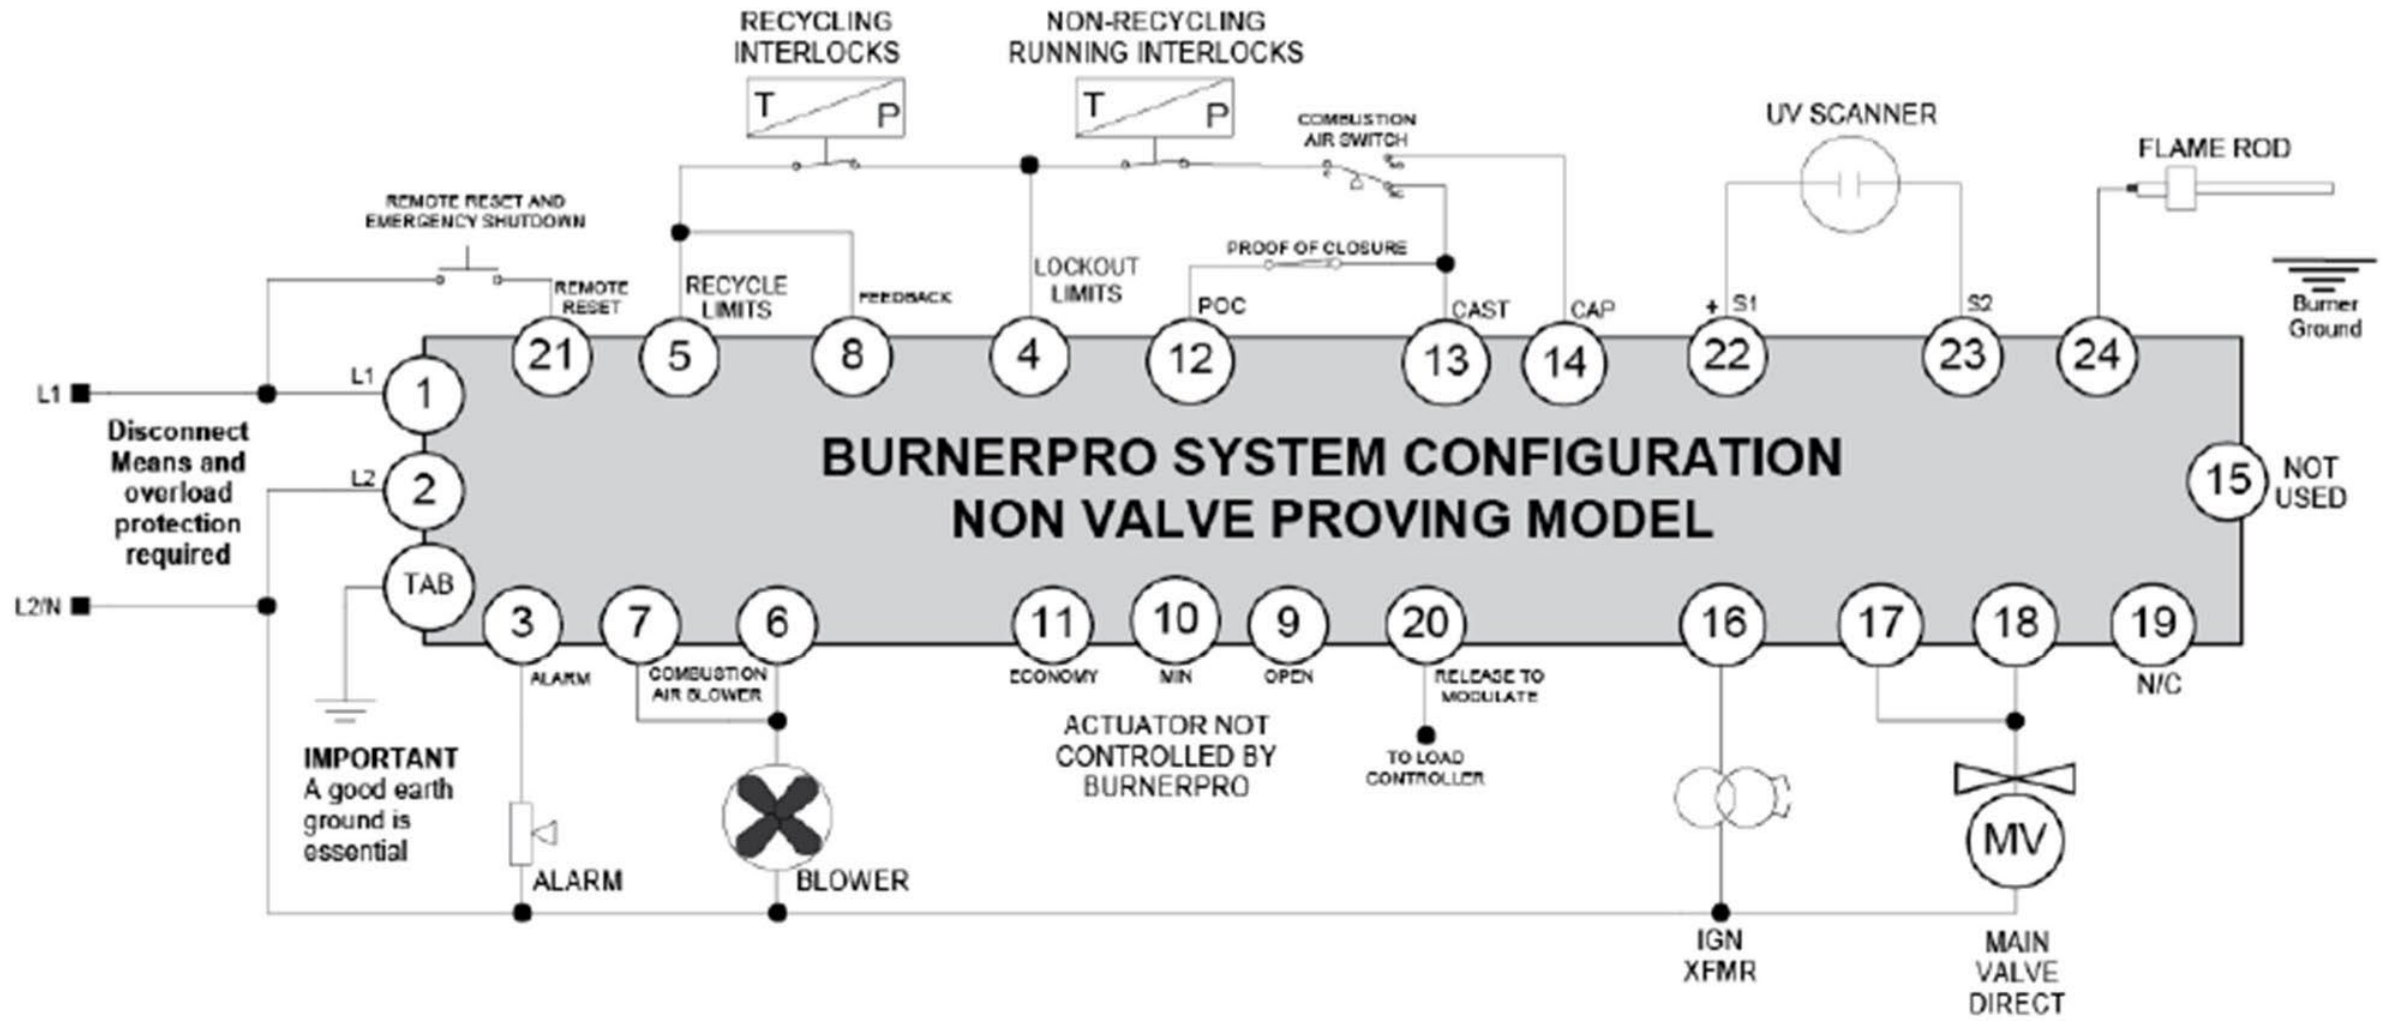 RECYCLING
INTERLOCKS
NON-RECYCLING
RUNNING INTERLOCKS
T
P
T
P
COMBUSTION
AIR SWITCH
UV SCANNER
FLAME ROD
REMOTE RESET AND
EMERGENCY SHUTDOWN
PROOF OF CLOSURE
REMOTE
RESET
RECYCLE
LIMITS
FEEDBACK
LOCKOUT
LIMITS
POC
CAST
CAP
+ S1
S2
Burner
Ground
21
5
8
4
12
13
14
22
23
24
L1
L1
1
Disconnect
Means and
overload
protection
required
L2
2
BURNERPRO SYSTEM CONFIGURATION
NON VALVE PROVING MODEL
15
NOT
USED
TAB
L2/N
3
7
6
11
10
9
20
16
17
18
19
ALARM
COMBUSTION
AIR BLOWER
ECONOMY
MIN
OPEN
RELEASE TO
MODULATE
N/C
ACTUATOR NOT
CONTROLLED BY
BURNERPRO
TO LOAD
CONTROLLER
IMPORTANT
A good earth
ground is
essential
MV
ALARM
BLOWER
IGN
XFMR
MAIN
VALVE
DIRECT